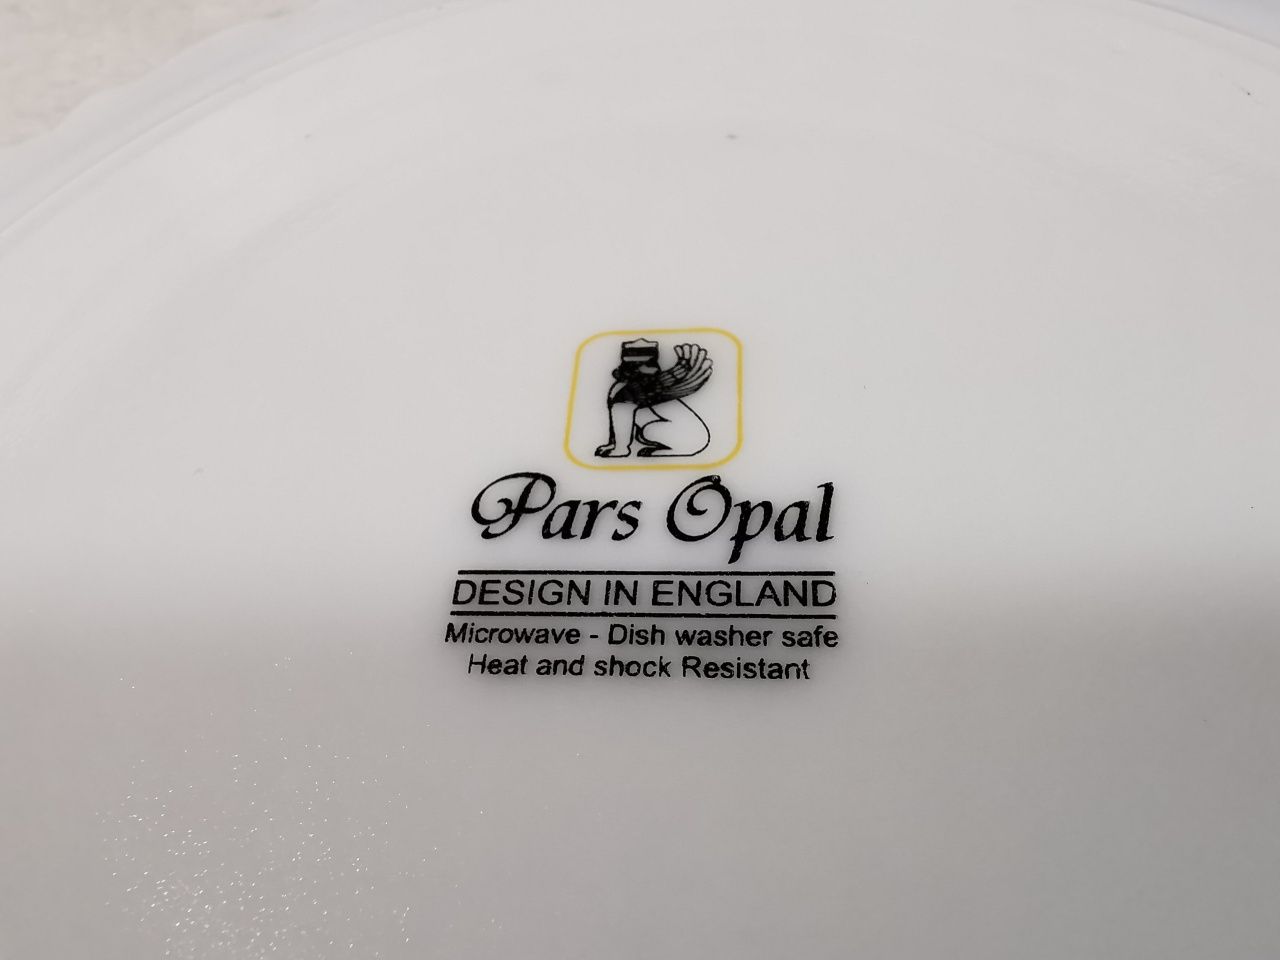 Pars Opal
DESIGN IN ENGLAND
Microwave - Dish washer safe
Heat and shock Resistant